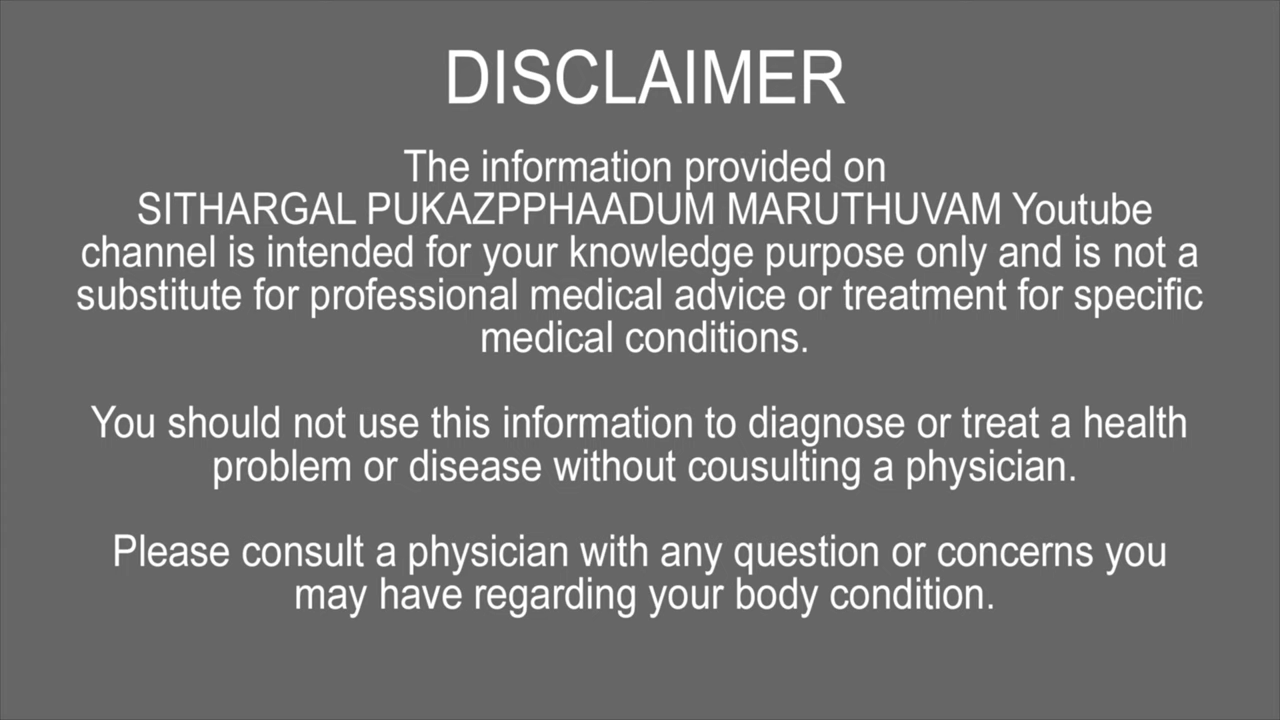 DISCLAIMER
The information provided on
SITHARGAL PUKAZPPHAADUM MARUTHUVAM Youtube
channel is intended for your knowledge purpose only and is not a
substitute for professional medical advice or treatment for specific
medical conditions.
You should not use this information to diagnose or treat a health
problem or disease without cousulting a physician.
Please consult a physician with any question or concerns you
may have regarding your body condition.